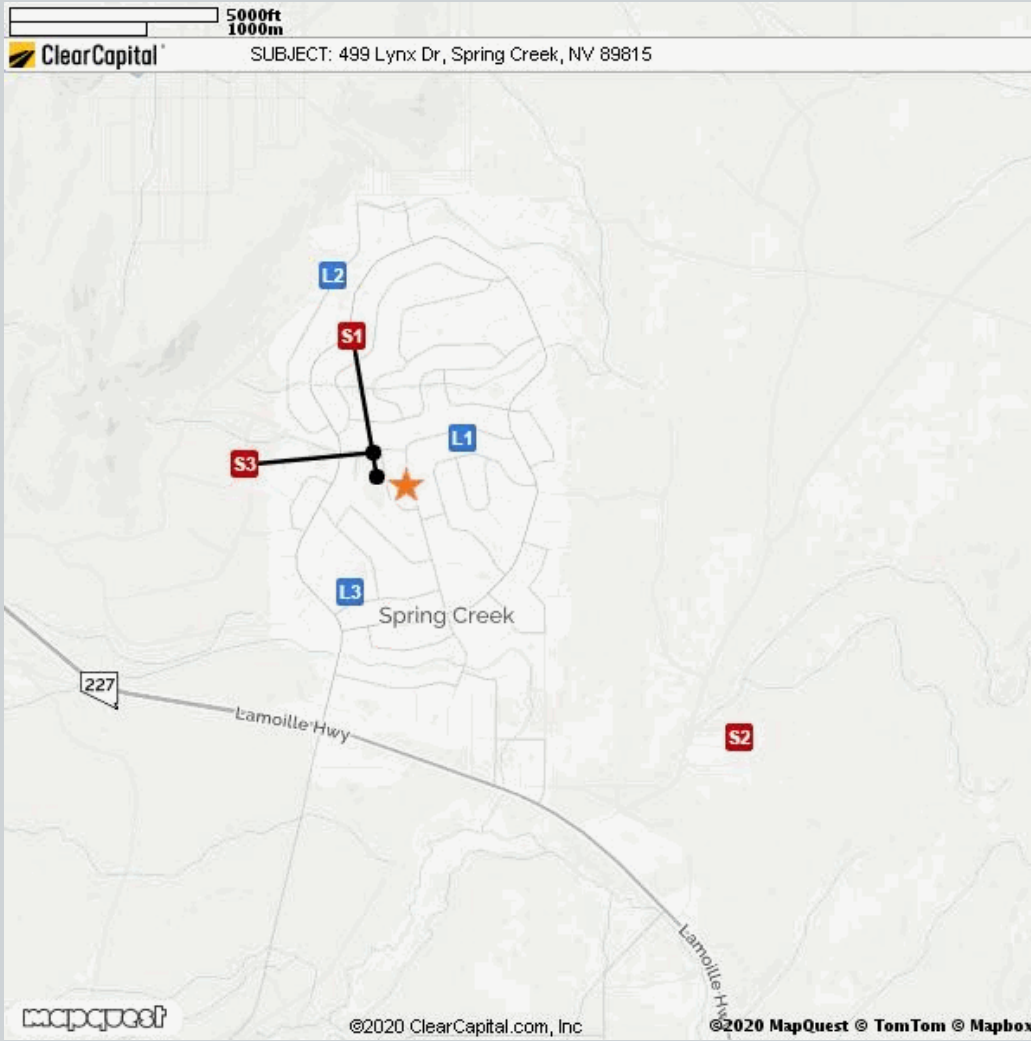 5000ft
1000m
ClearCapital
SUBJECT: 499 Lynx Dr, Spring Creek, NV 89815
L2
S1
L1
S3
L3
Spring Creek
227
Lamoille Hwy
S2
Lamoille Hwy
mapquest
©2020 ClearCapital.com, Inc
©2020 MapQuest © TomTom © Mapbox